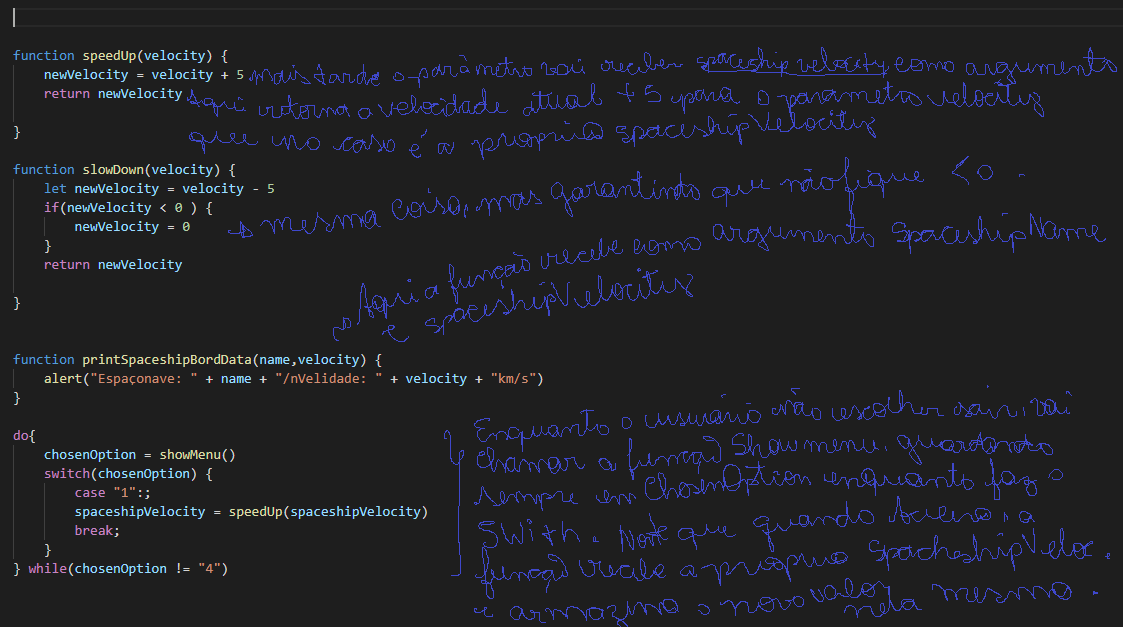 function speedUp(velocity) {
newVelocity = velocity + 5 mais tarde o parâmetro vai receber spaceship velocity como argumento
return newVelocity Aqui retorna a velocidade atual + 5 para o parametro velocity
} que no caso é a propria spaceshipVelocity
function slowDown(velocity) {
let newVelocity = velocity - 5
if(newVelocity < 0 ) { mesma coisa, mas garantindo que não fique < 0.
newVelocity = 0
}
return newVelocity
}
Aqui a função recebe como argumento SpaceshipName
e spaceshipVelocity
function printSpaceshipBordData(name,velocity) {
alert("Espaçonave: " + name + "/nVelidade: " + velocity + "km/s")
}
do{
chosenOption = showMenu()
switch(chosenOption) {
case "1":;
spaceshipVelocity = speedUp(spaceshipVelocity)
break;
}
} while(chosenOption != "4")
Enquanto o usuário não escolher sair, vai
chamar a função Showmenu, guardando
sempre em ChosenOption enquanto faz o
Swith. Note que quando a
função recebe a propria SpacheshipVeloc.
e armazena o novo valor nela mesmo.